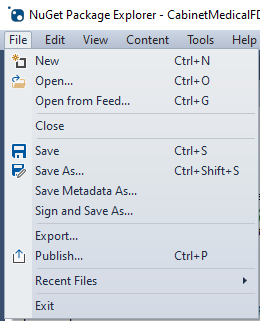 NuGet Package Explorer - CabinetMedicalFD
File Edit View Content Tools Help
New Ctrl+N
Open... Ctrl+O
Open from Feed... Ctrl+G
Close
Save Ctrl+S
Save As... Ctrl+Shift+S
Save Metadata As...
Sign and Save As...
Export...
Publish... Ctrl+P
Recent Files
Exit